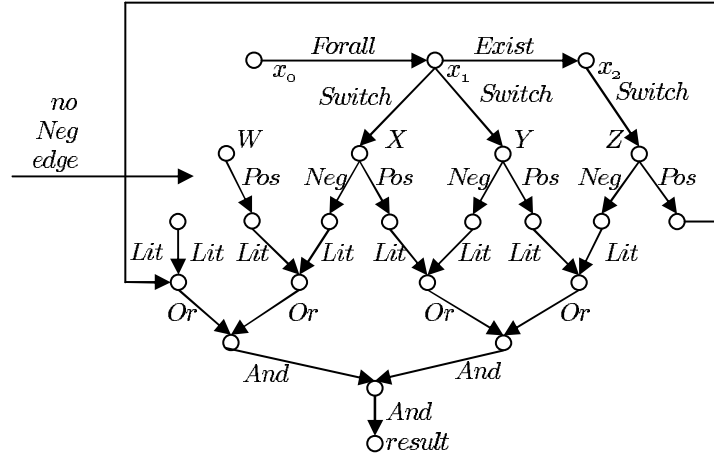 Forall Exist
x₀ x₁ x₂
no
Neg
edge
Switch Switch Switch
W X Y Z
Pos Neg Pos Neg Pos Neg Pos
Lit Lit Lit Lit Lit Lit Lit Lit
Or Or Or Or
And And
And
result